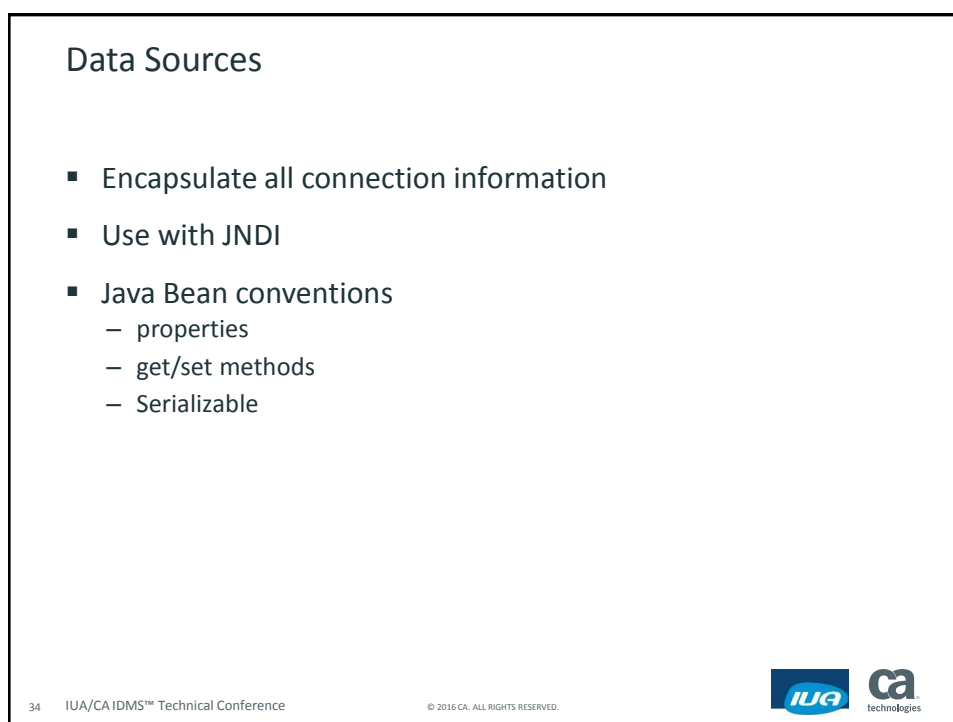 Data Sources
▪ Encapsulate all connection information
▪ Use with JNDI
▪ Java Bean conventions
– properties
– get/set methods
– Serializable
34 IUA/CA IDMS™ Technical Conference © 2016 CA. ALL RIGHTS RESERVED.
IUA
ca
technologies